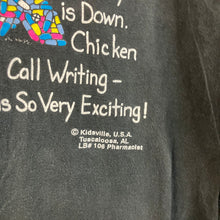 is Down.
Chicken
Call Writing –
s So Very Exciting!
© Kidsville, U.S.A.
Tuscaloosa, AL
LB# 106 Pharmacist